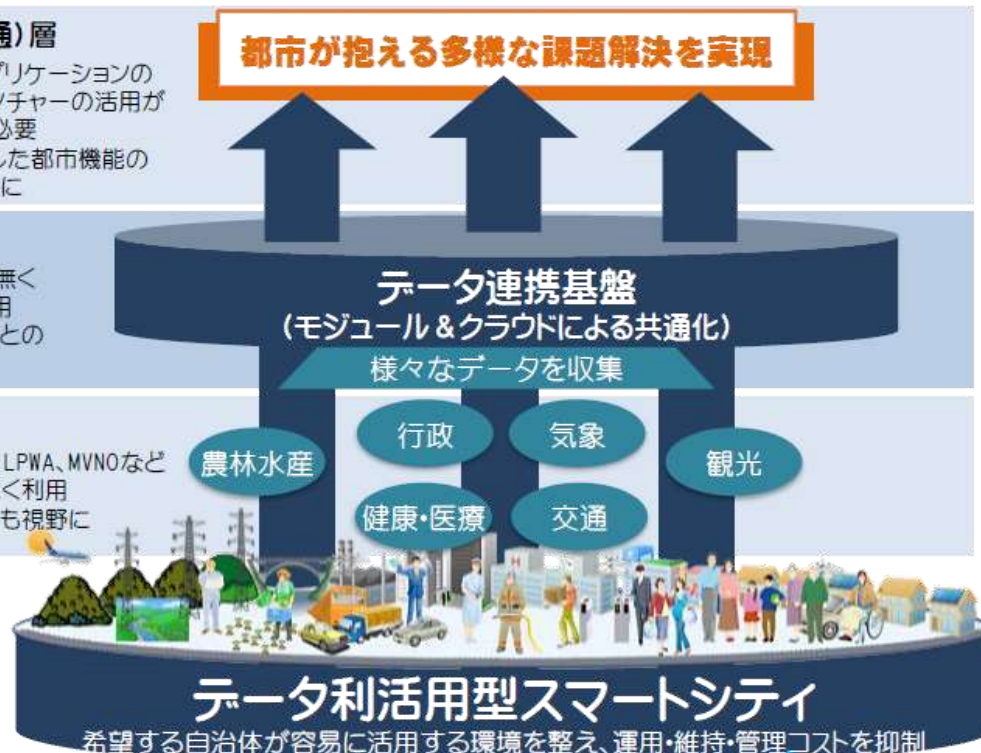 通)層
プリケーションの
ンチャーの活用が
必要
した都市機能の
に
都市が抱える多様な課題解決を実現
無く
用
との
データ連携基盤
(モジュール&クラウドによる共通化)
様々なデータを収集
LPWA、MVNOなど
く利用
も視野に
農林水産
行政
気象
観光
健康・医療
交通
データ利活用型スマートシティ
希望する自治体が容易に活用する環境を整え、運用・維持・管理コストを抑制